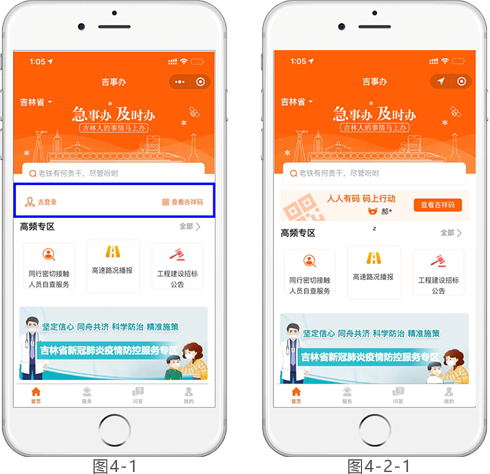 1:05
吉事办
吉林省
急事办 及时办
吉林人的事情马上办
老铁有何贵干，尽管吩咐
去登录
查看吉祥码
高频专区
全部
同行密切接触
人员自查服务
高速路况播报
工程建设招标
公告
坚定信心 同舟共济 科学防治 精准施策
吉林省新冠肺炎疫情防控服务专区
首页
服务
问答
我的
图4-1
1:05
吉事办
吉林省
急事办 及时办
吉林人的事情马上办
老铁有何贵干，尽管吩咐
人人有码 码上行动
郝*
查看吉祥码
z
高频专区
全部
同行密切接触
人员自查服务
高速路况播报
工程建设招标
公告
坚定信心 同舟共济 科学防治 精准施策
吉林省新冠肺炎疫情防控服务专区
首页
服务
问答
我的
图4-2-1